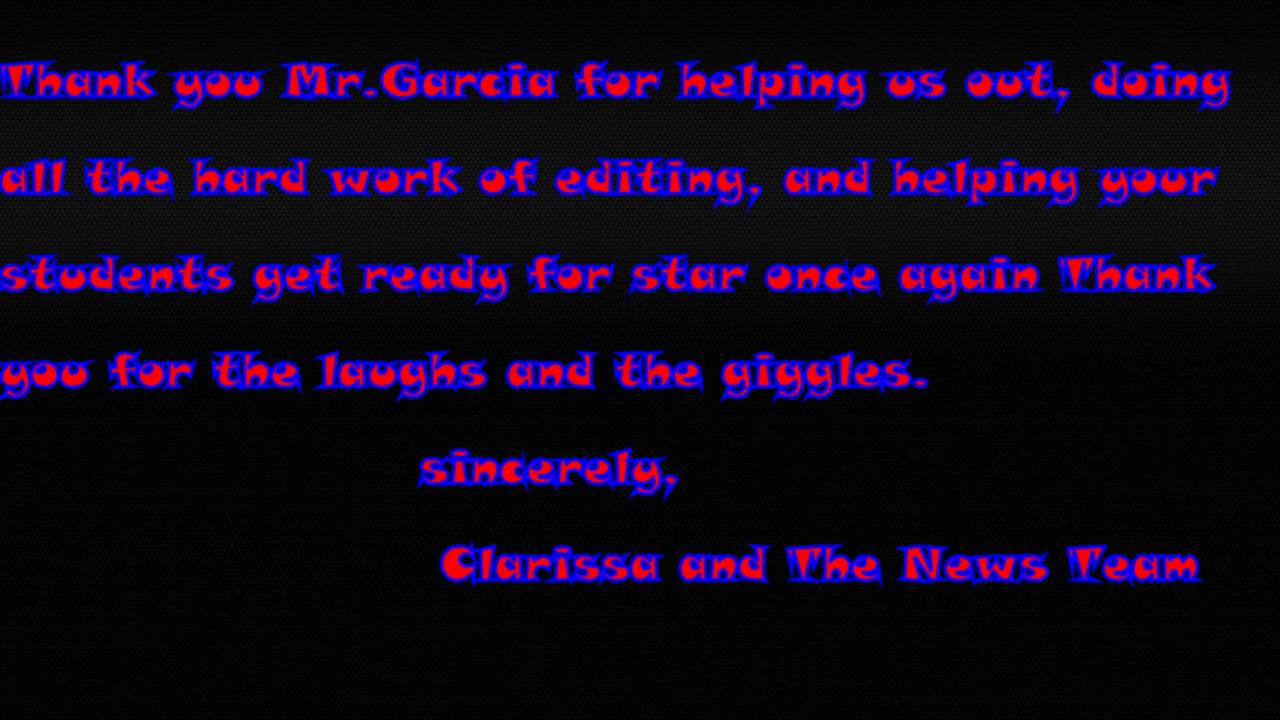 Thank you Mr.Garcia for helping us out, doing
all the hard work of editing, and helping your
students get ready for star once again Thank
you for the laughs and the giggles.
sincerely,
Clarissa and The News Team